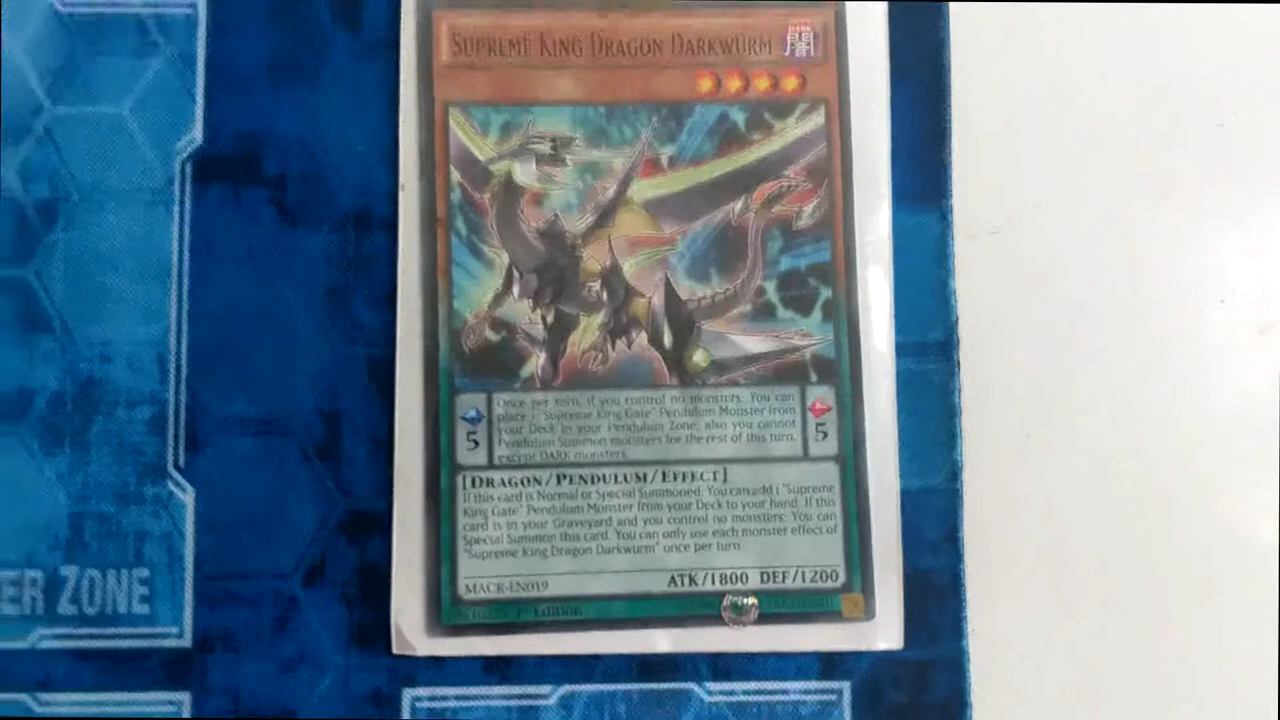 SUPREME KING DRAGON DARKWURM
DARK
闇
Once per turn, if you control no monsters: You can
place 1 "Supreme King Gate" Pendulum Monster from
your Deck in your Pendulum Zone, also you cannot
Pendulum Summon monsters for the rest of this turn,
except DARK monsters.
5
5
[DRAGON/PENDULUM/EFFECT]
If this card is Normal or Special Summoned: You can add 1 "Supreme
King Gate" Pendulum Monster from your Deck to your hand. If this
card is in your Graveyard and you control no monsters: You can
Special Summon this card. You can only use each monster effect of
"Supreme King Dragon Darkwurm" once per turn.
ATK/1800 DEF/1200
MACR-EN019
1st Edition
ER ZONE